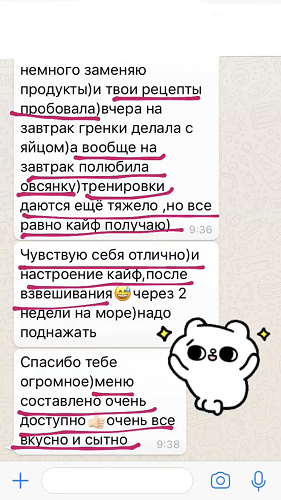 немного заменяю
продукты)и твои рецепты
пробовала)вчера на
завтрак гренки делала с
яйцом)а вообще на
завтрак полюбила
овсянку)тренировки
даются ещё тяжело ,но все
равно кайф получаю)
9:36
Чувствую себя отлично)и
настроение кайф,после
взвешивания😅через 2
недели на море)надо
поднажать
Спасибо тебе
огромное)меню
составлено очень
доступно👍🏻очень все
вкусно и сытно
9:38